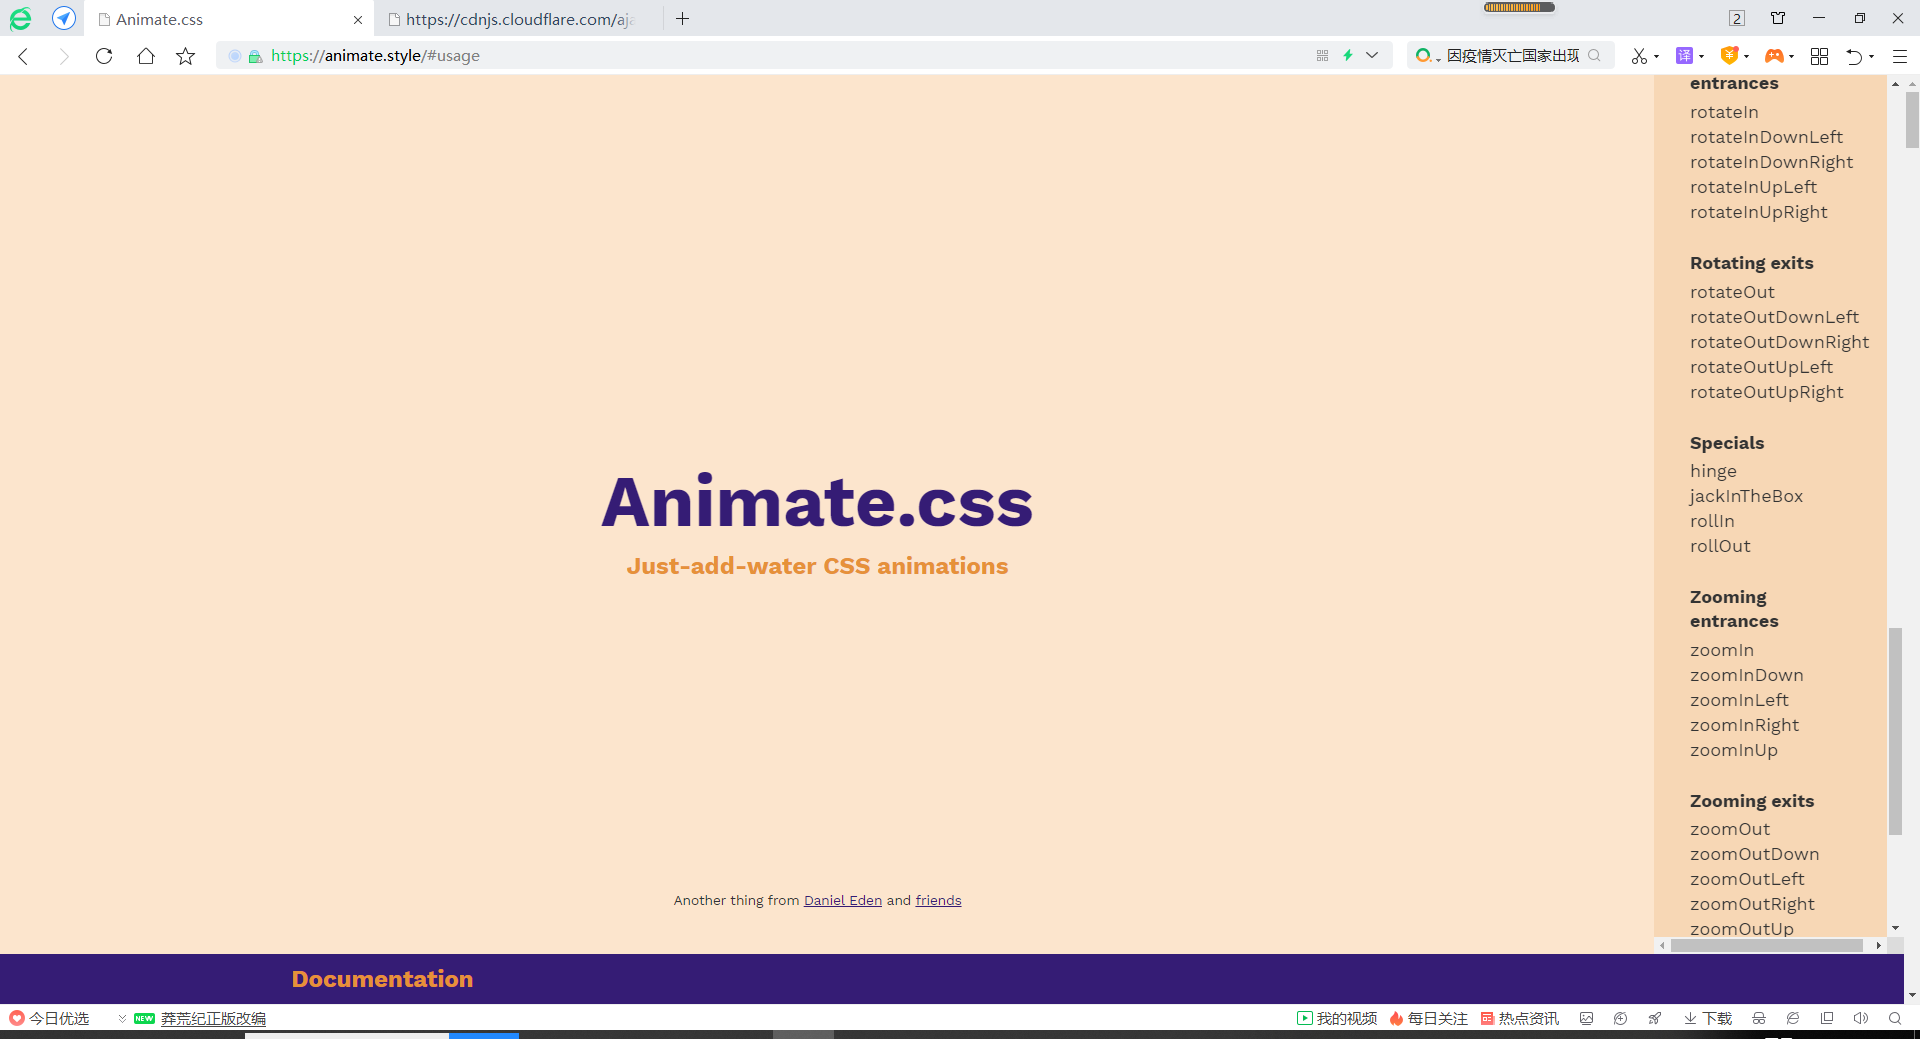 Animate.css
https://cdnjs.cloudflare.com/aja
2
https://animate.style/#usage
因疫情灭亡国家出现
译
entrances
rotateIn
rotateInDownLeft
rotateInDownRight
rotateInUpLeft
rotateInUpRight
Rotating exits
rotateOut
rotateOutDownLeft
rotateOutDownRight
rotateOutUpLeft
rotateOutUpRight
Specials
hinge
jackInTheBox
rollIn
rollOut
Zooming
entrances
zoomIn
zoomInDown
zoomInLeft
zoomInRight
zoomInUp
Zooming exits
zoomOut
zoomOutDown
zoomOutLeft
zoomOutRight
zoomOutUp
Animate.css
Just-add-water CSS animations
Another thing from Daniel Eden and friends
Documentation
今日优选
NEW 莽荒纪正版改编
我的视频
每日关注
热点资讯
下载